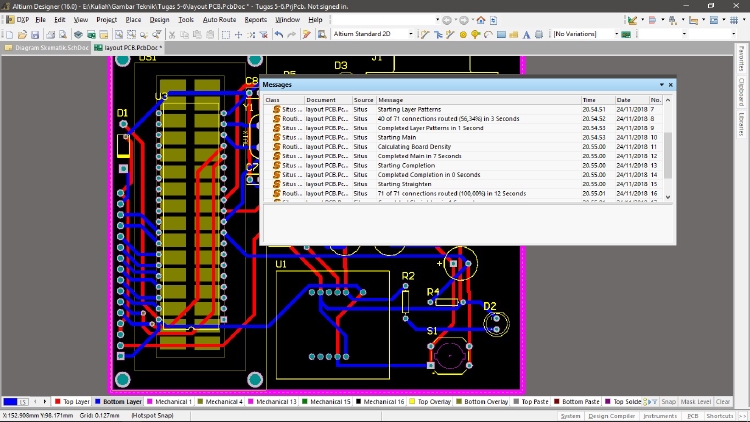 Altium Designer (16.0) - E:\Kuliah\Gambar Teknik\Tugas 5-6\layout PCB.PcbDoc * - Tugas 5-6.PrjPcb. Not signed in.
DXP File Edit View Project Place Design Tools Auto Route Reports Window Help
Altium Standard 2D [No Variations]
Diagram Skematik.SchDoc layout PCB.PcbDoc *
Favorites
Clipboard
Libraries
DS1
D3
C8
U3
Y1
XTAL
D1
C7
Messages
Class Document Source Message Time Date No.
Situs ... layout PCB.Pc... Situs Starting Layer Patterns 20.54.51 24/11/2018 7
Routi... layout PCB.Pc... Situs 40 of 71 connections routed (56,34%) in 3 Seconds 20.54.52 24/11/2018 8
Situs ... layout PCB.Pc... Situs Completed Layer Patterns in 1 Second 20.54.53 24/11/2018 9
Situs ... layout PCB.Pc... Situs Starting Main 20.54.53 24/11/2018 10
Situs ... layout PCB.Pc... Situs Calculating Board Density 20.55.00 24/11/2018 11
Situs ... layout PCB.Pc... Situs Completed Main in 7 Seconds 20.55.00 24/11/2018 12
Situs ... layout PCB.Pc... Situs Starting Completion 20.55.00 24/11/2018 13
Situs ... layout PCB.Pc... Situs Completed Completion in 0 Seconds 20.55.00 24/11/2018 14
Situs ... layout PCB.Pc... Situs Starting Straighten 20.55.00 24/11/2018 15
Routi... layout PCB.Pc... Situs 71 of 71 connections routed (100,00%) in 12 Seconds 20.55.01 24/11/2018 16
U1
+
R2
R4
D2
S1
LS Top Layer Bottom Layer Mechanical 1 Mechanical 4 Mechanical 13 Mechanical 15 Mechanical 16 Top Overlay Bottom Overlay Top Paste Bottom Paste Top Solde Snap Mask Level Clear
X:152.908mm Y:98.171mm Grid: 0.127mm (Hotspot Snap)
System Design Compiler Instruments PCB Shortcuts >>